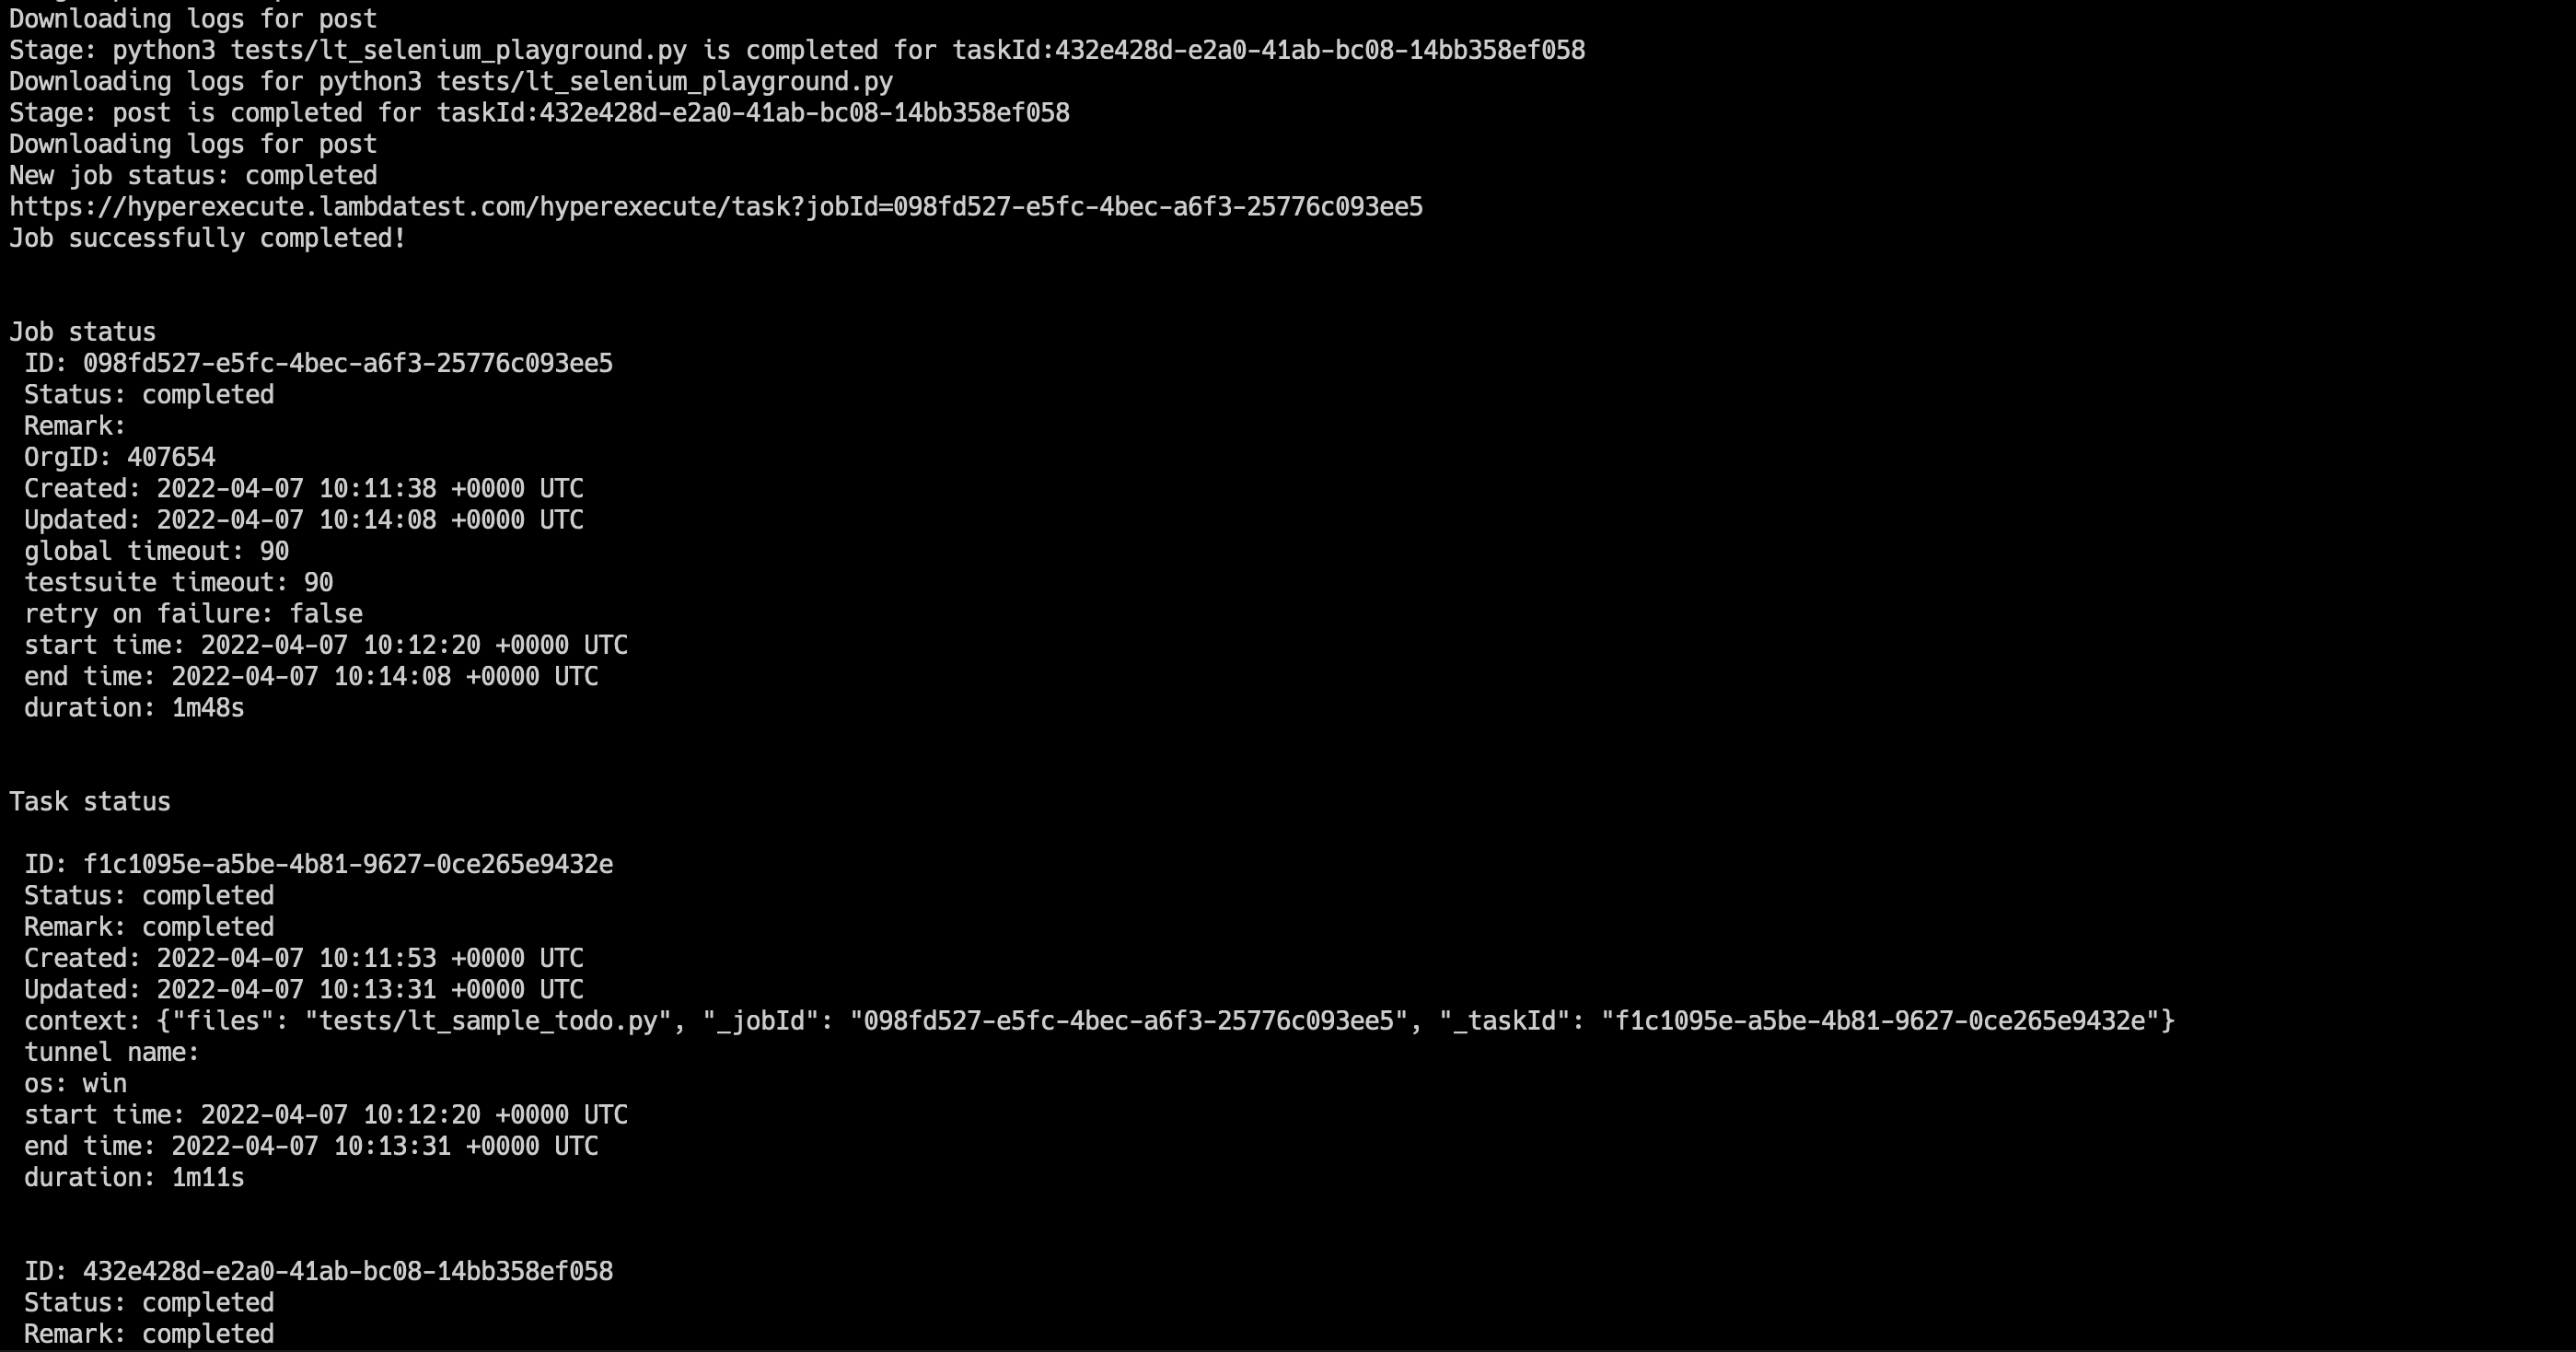 Downloading logs for post
Stage: python3 tests/lt_selenium_playground.py is completed for taskId:432e428d-e2a0-41ab-bc08-14bb358ef058
Downloading logs for python3 tests/lt_selenium_playground.py
Stage: post is completed for taskId:432e428d-e2a0-41ab-bc08-14bb358ef058
Downloading logs for post
New job status: completed
https://hyperexecute.lambdatest.com/hyperexecute/task?jobId=098fd527-e5fc-4bec-a6f3-25776c093ee5
Job successfully completed!
Job status
ID: 098fd527-e5fc-4bec-a6f3-25776c093ee5
Status: completed
Remark:
OrgID: 407654
Created: 2022-04-07 10:11:38 +0000 UTC
Updated: 2022-04-07 10:14:08 +0000 UTC
global timeout: 90
testsuite timeout: 90
retry on failure: false
start time: 2022-04-07 10:12:20 +0000 UTC
end time: 2022-04-07 10:14:08 +0000 UTC
duration: 1m48s
Task status
ID: f1c1095e-a5be-4b81-9627-0ce265e9432e
Status: completed
Remark: completed
Created: 2022-04-07 10:11:53 +0000 UTC
Updated: 2022-04-07 10:13:31 +0000 UTC
context: {"files": "tests/lt_sample_todo.py", "_jobId": "098fd527-e5fc-4bec-a6f3-25776c093ee5", "_taskId": "f1c1095e-a5be-4b81-9627-0ce265e9432e"}
tunnel name:
os: win
start time: 2022-04-07 10:12:20 +0000 UTC
end time: 2022-04-07 10:13:31 +0000 UTC
duration: 1m11s
ID: 432e428d-e2a0-41ab-bc08-14bb358ef058
Status: completed
Remark: completed